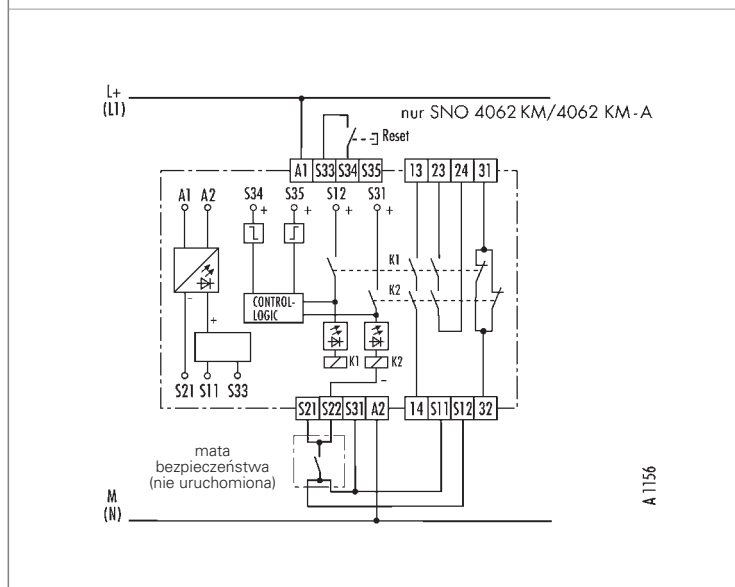 L+
(L1)
nur SNO 4062 KM/4062 KM-A
Reset
A1 S33 S34 S35 13 23 24 31
A1 A2 S34 S35 S12 S31
+ + + +
K1
K2
- CONTROL-
LOGIC
+
K1 K2
S21 S11 S33
-
S21 S22 S31 A2 14 S11 S12 32
mata
bezpieczeństwa
(nie uruchomiona)
M
(N)
A 1156